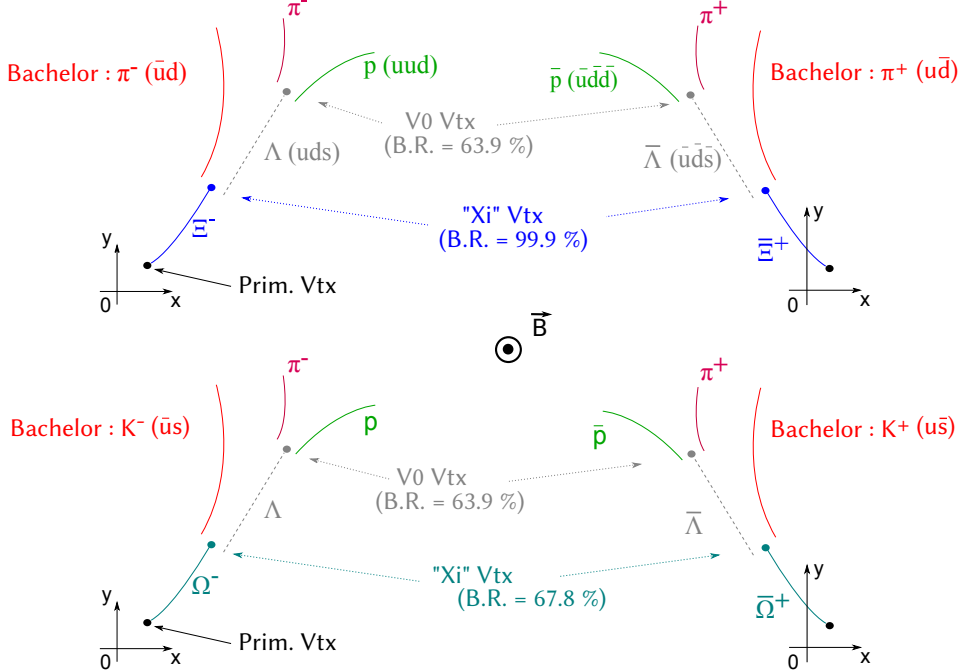 π⁻
π⁺
Bachelor : π⁻ (ūd)
p (uud)
p̄ (ūd̄d̄)
Bachelor : π⁺ (ud̄)
V0 Vtx
(B.R. = 63.9 %)
Λ (uds)
Λ̄ (ūd̄s̄)
"Xi" Vtx
(B.R. = 99.9 %)
Ξ⁻
Ξ̄⁺
y
y
Prim. Vtx
0
x
0
x
B⃗
π⁻
π⁺
Bachelor : K⁻ (ūs)
p
p̄
Bachelor : K⁺ (us̄)
V0 Vtx
(B.R. = 63.9 %)
Λ
Λ̄
"Xi" Vtx
(B.R. = 67.8 %)
Ω⁻
Ω̄⁺
y
y
Prim. Vtx
0
x
0
x